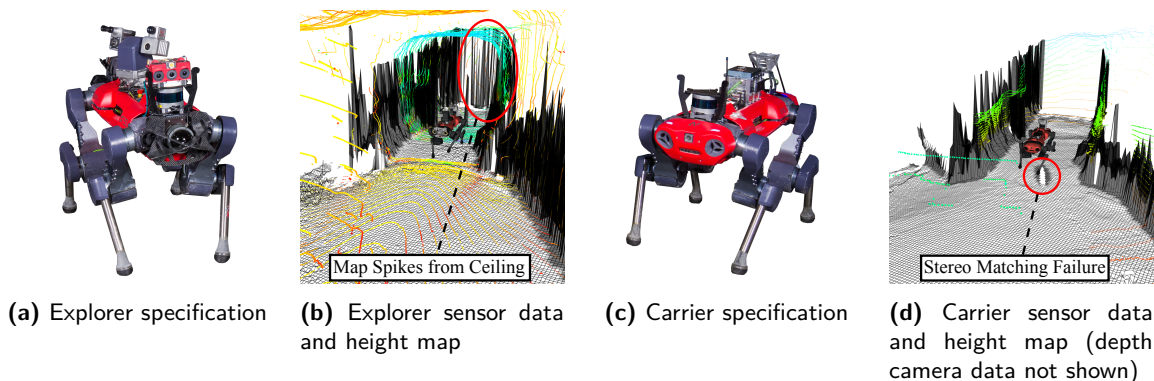 Map Spikes from Ceiling
Stereo Matching Failure
(a) Explorer specification
(b) Explorer sensor data
and height map
(c) Carrier specification
(d) Carrier sensor data
and height map (depth
camera data not shown)